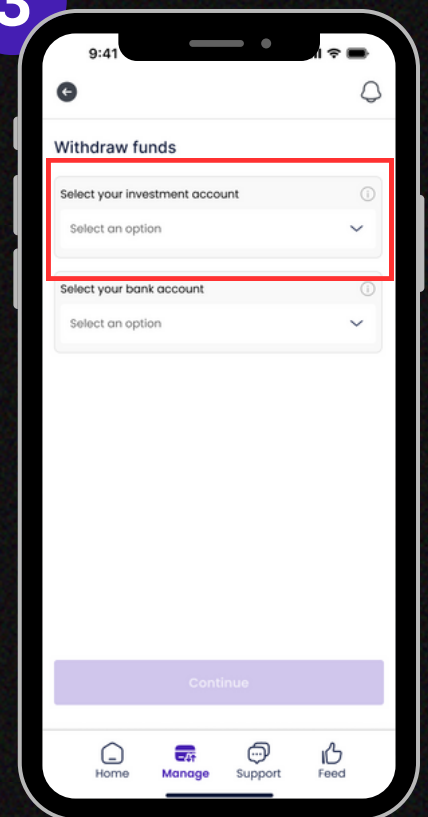 3
9:41
Withdraw funds
Select your investment account
Select an option
Select your bank account
Select an option
Continue
Home Manage Support Feed